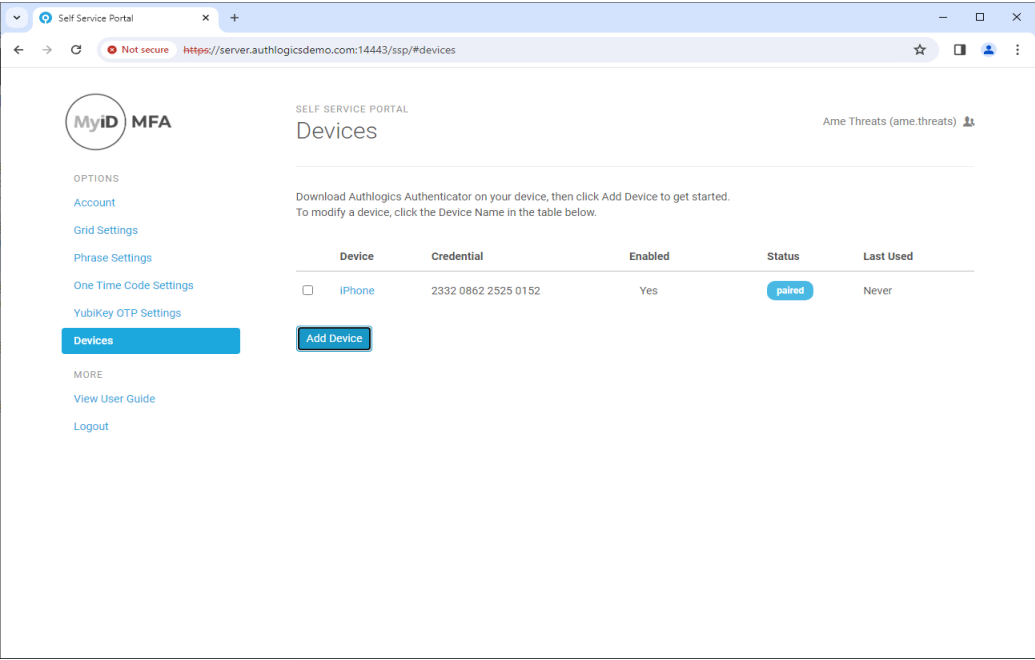 Self Service Portal
Not secure https://server.authlogicsdemo.com:14443/ssp/#devices
MyiD MFA
SELF SERVICE PORTAL
Devices
Ame Threats (ame.threats)
OPTIONS
Account
Grid Settings
Phrase Settings
One Time Code Settings
YubiKey OTP Settings
Devices
MORE
View User Guide
Logout
Download Authlogics Authenticator on your device, then click Add Device to get started.
To modify a device, click the Device Name in the table below.
Device Credential Enabled Status Last Used
iPhone 2332 0862 2525 0152 Yes paired Never
Add Device